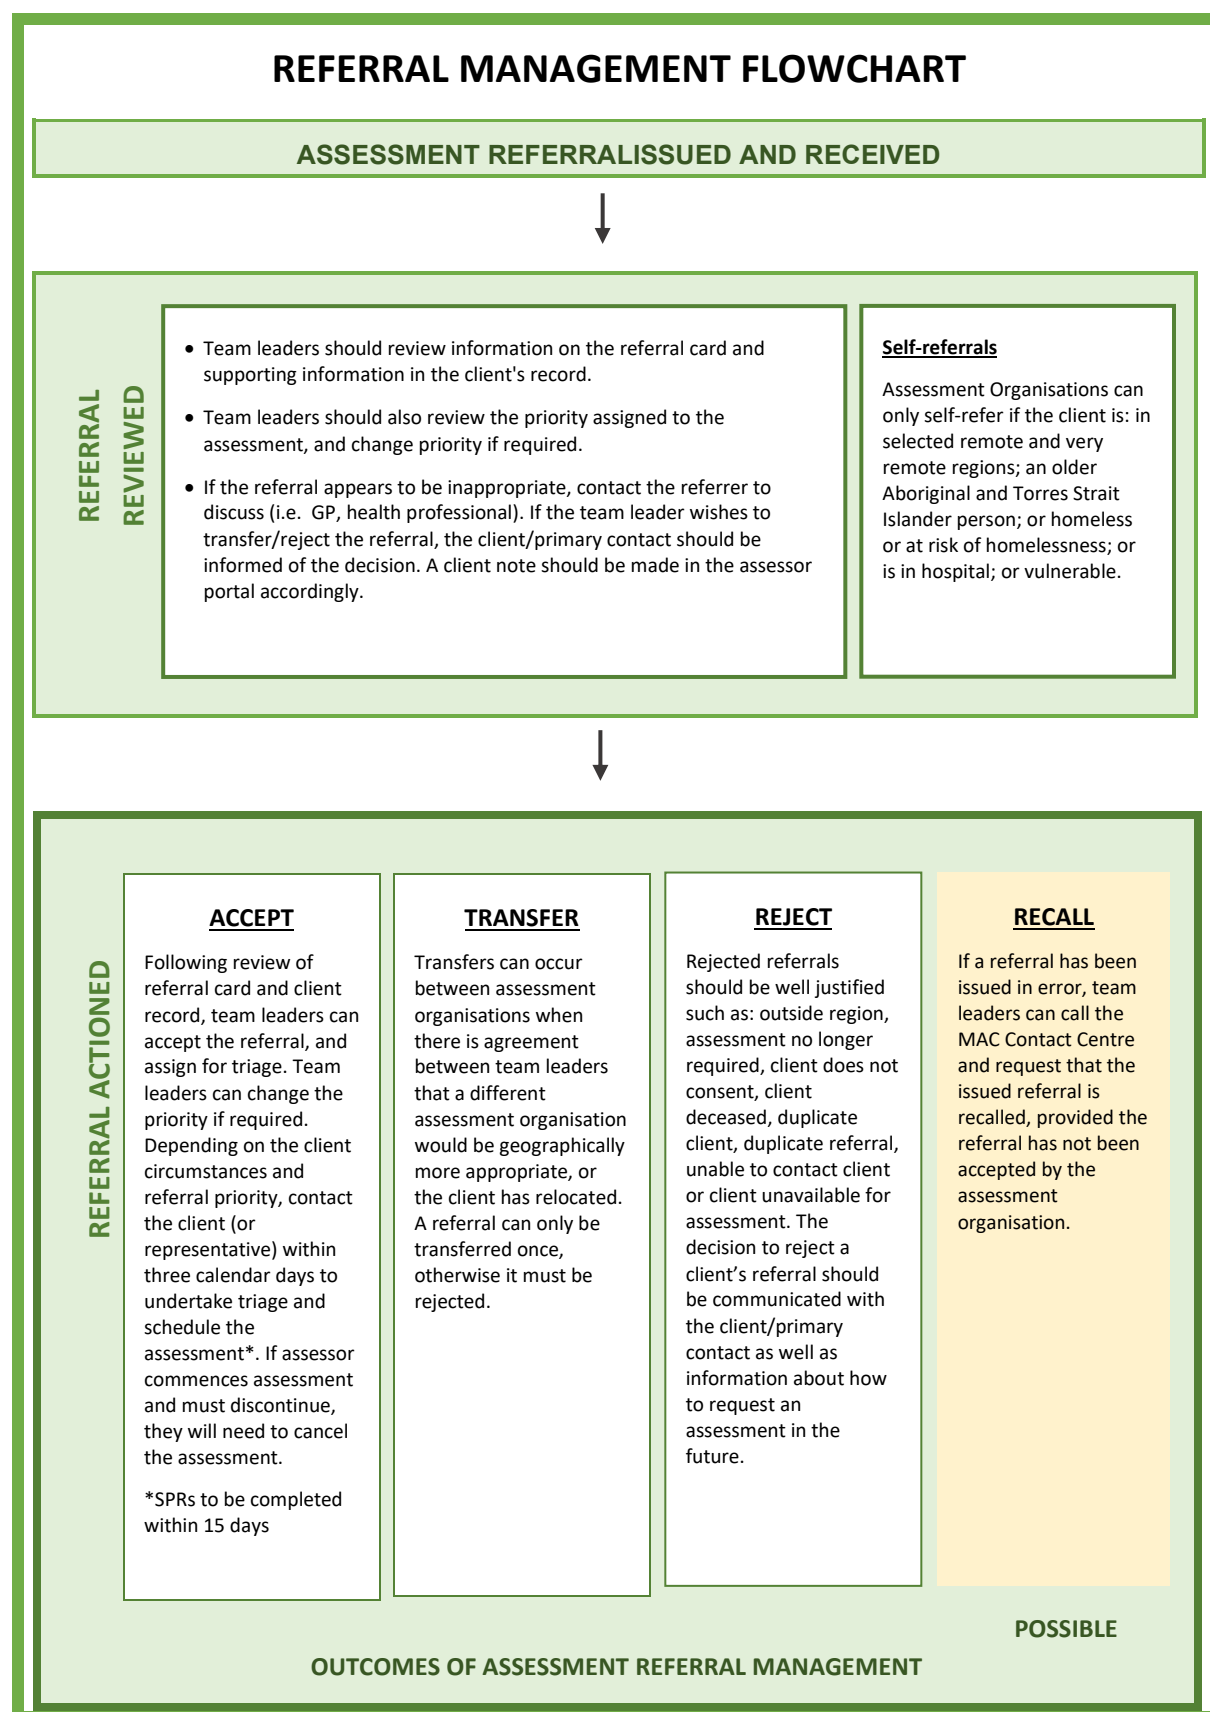 REFERRAL MANAGEMENT FLOWCHART
ASSESSMENT REFERRALISSUED AND RECEIVED
REFERRAL
REVIEWED
• Team leaders should review information on the referral card and
supporting information in the client's record.
• Team leaders should also review the priority assigned to the
assessment, and change priority if required.
• If the referral appears to be inappropriate, contact the referrer to
discuss (i.e.  GP, health professional). If the team leader wishes to
transfer/reject the referral, the client/primary contact should be
informed of the decision. A client note should be made in the assessor
portal accordingly.
Self-referrals
Assessment Organisations can
only self-refer if the client is: in
selected remote and very
remote regions; an older
Aboriginal and Torres Strait
Islander person; or homeless
or at risk of homelessness; or
is in hospital; or vulnerable.
REFERRAL ACTIONED
ACCEPT
Following review of
referral card and client
record, team leaders can
accept the referral, and
assign for triage. Team
leaders can change the
priority if required.
Depending on the client
circumstances and
referral priority, contact
the client (or
representative) within
three calendar days to
undertake triage and
schedule the
assessment*. If assessor
commences assessment
and must discontinue,
they will need to cancel
the assessment.
*SPRs to be completed
within 15 days
TRANSFER
Transfers can occur
between assessment
organisations when
there is agreement
between team leaders
that a different
assessment organisation
would be geographically
more appropriate, or
the client has relocated.
A referral can only be
transferred once,
otherwise it must be
rejected.
REJECT
Rejected referrals
should be well justified
such as: outside region,
assessment no longer
required, client does not
consent, client
deceased, duplicate
client, duplicate referral,
unable to contact client
or client unavailable for
assessment. The
decision to reject a
client’s referral should
be communicated with
the client/primary
contact as well as
information about how
to request an
assessment in the
future.
RECALL
If a referral has been
issued in error, team
leaders can call the
MAC Contact Centre
and request that the
issued referral is
recalled, provided the
referral has not been
accepted by the
assessment
organisation.
POSSIBLE
OUTCOMES OF ASSESSMENT REFERRAL MANAGEMENT